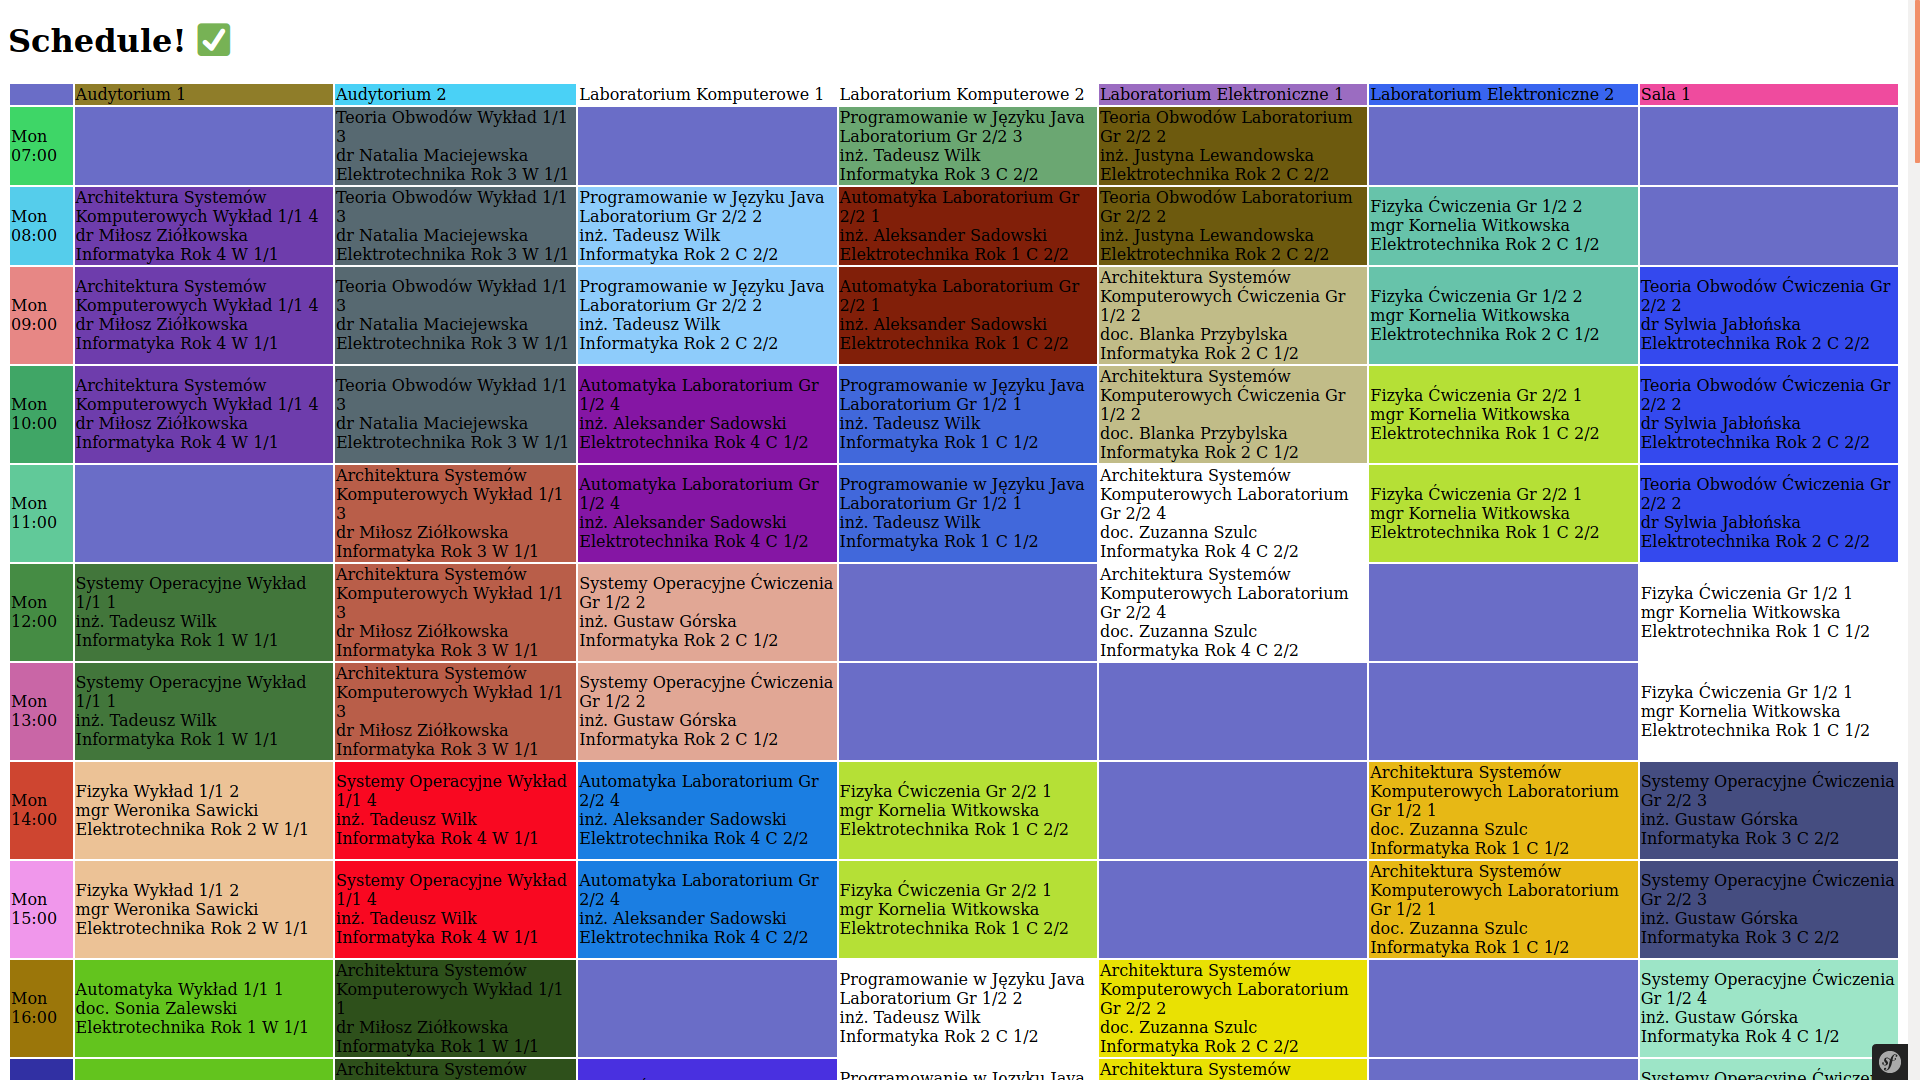 Schedule! ✅
Audytorium 1
Audytorium 2
Laboratorium Komputerowe 1
Laboratorium Komputerowe 2
Laboratorium Elektroniczne 1
Laboratorium Elektroniczne 2
Sala 1
Mon
07:00
Teoria Obwodów Wykład 1/1
3
dr Natalia Maciejewska
Elektrotechnika Rok 3 W 1/1
Programowanie w Języku Java
Laboratorium Gr 2/2 3
inż. Tadeusz Wilk
Informatyka Rok 3 C 2/2
Teoria Obwodów Laboratorium
Gr 2/2 2
inż. Justyna Lewandowska
Elektrotechnika Rok 2 C 2/2
Mon
08:00
Architektura Systemów
Komputerowych Wykład 1/1 4
dr Miłosz Ziółkowska
Informatyka Rok 4 W 1/1
Teoria Obwodów Wykład 1/1
3
dr Natalia Maciejewska
Elektrotechnika Rok 3 W 1/1
Programowanie w Języku Java
Laboratorium Gr 2/2 2
inż. Tadeusz Wilk
Informatyka Rok 2 C 2/2
Automatyka Laboratorium Gr
2/2 1
inż. Aleksander Sadowski
Elektrotechnika Rok 1 C 2/2
Teoria Obwodów Laboratorium
Gr 2/2 2
inż. Justyna Lewandowska
Elektrotechnika Rok 2 C 2/2
Fizyka Ćwiczenia Gr 1/2 2
mgr Kornelia Witkowska
Elektrotechnika Rok 2 C 1/2
Mon
09:00
Architektura Systemów
Komputerowych Wykład 1/1 4
dr Miłosz Ziółkowska
Informatyka Rok 4 W 1/1
Teoria Obwodów Wykład 1/1
3
dr Natalia Maciejewska
Elektrotechnika Rok 3 W 1/1
Programowanie w Języku Java
Laboratorium Gr 2/2 2
inż. Tadeusz Wilk
Informatyka Rok 2 C 2/2
Automatyka Laboratorium Gr
2/2 1
inż. Aleksander Sadowski
Elektrotechnika Rok 1 C 2/2
Architektura Systemów
Komputerowych Ćwiczenia Gr
1/2 2
doc. Blanka Przybylska
Informatyka Rok 2 C 1/2
Fizyka Ćwiczenia Gr 1/2 2
mgr Kornelia Witkowska
Elektrotechnika Rok 2 C 1/2
Teoria Obwodów Ćwiczenia Gr
2/2 2
dr Sylwia Jabłońska
Elektrotechnika Rok 2 C 2/2
Mon
10:00
Architektura Systemów
Komputerowych Wykład 1/1 4
dr Miłosz Ziółkowska
Informatyka Rok 4 W 1/1
Teoria Obwodów Wykład 1/1
3
dr Natalia Maciejewska
Elektrotechnika Rok 3 W 1/1
Automatyka Laboratorium Gr
1/2 4
inż. Aleksander Sadowski
Elektrotechnika Rok 4 C 1/2
Programowanie w Języku Java
Laboratorium Gr 1/2 1
inż. Tadeusz Wilk
Informatyka Rok 1 C 1/2
Architektura Systemów
Komputerowych Ćwiczenia Gr
1/2 2
doc. Blanka Przybylska
Informatyka Rok 2 C 1/2
Fizyka Ćwiczenia Gr 2/2 1
mgr Kornelia Witkowska
Elektrotechnika Rok 1 C 2/2
Teoria Obwodów Ćwiczenia Gr
2/2 2
dr Sylwia Jabłońska
Elektrotechnika Rok 2 C 2/2
Mon
11:00
Architektura Systemów
Komputerowych Wykład 1/1
3
dr Miłosz Ziółkowska
Informatyka Rok 3 W 1/1
Automatyka Laboratorium Gr
1/2 4
inż. Aleksander Sadowski
Elektrotechnika Rok 4 C 1/2
Programowanie w Języku Java
Laboratorium Gr 1/2 1
inż. Tadeusz Wilk
Informatyka Rok 1 C 1/2
Architektura Systemów
Komputerowych Laboratorium
Gr 2/2 4
doc. Zuzanna Szulc
Informatyka Rok 4 C 2/2
Fizyka Ćwiczenia Gr 2/2 1
mgr Kornelia Witkowska
Elektrotechnika Rok 1 C 2/2
Teoria Obwodów Ćwiczenia Gr
2/2 2
dr Sylwia Jabłońska
Elektrotechnika Rok 2 C 2/2
Mon
12:00
Systemy Operacyjne Wykład
1/1 1
inż. Tadeusz Wilk
Informatyka Rok 1 W 1/1
Architektura Systemów
Komputerowych Wykład 1/1
3
dr Miłosz Ziółkowska
Informatyka Rok 3 W 1/1
Systemy Operacyjne Ćwiczenia
Gr 1/2 2
inż. Gustaw Górska
Informatyka Rok 2 C 1/2
Architektura Systemów
Komputerowych Laboratorium
Gr 2/2 4
doc. Zuzanna Szulc
Informatyka Rok 4 C 2/2
Fizyka Ćwiczenia Gr 1/2 1
mgr Kornelia Witkowska
Elektrotechnika Rok 1 C 1/2
Mon
13:00
Systemy Operacyjne Wykład
1/1 1
inż. Tadeusz Wilk
Informatyka Rok 1 W 1/1
Architektura Systemów
Komputerowych Wykład 1/1
3
dr Miłosz Ziółkowska
Informatyka Rok 3 W 1/1
Systemy Operacyjne Ćwiczenia
Gr 1/2 2
inż. Gustaw Górska
Informatyka Rok 2 C 1/2
Fizyka Ćwiczenia Gr 1/2 1
mgr Kornelia Witkowska
Elektrotechnika Rok 1 C 1/2
Mon
14:00
Fizyka Wykład 1/1 2
mgr Weronika Sawicki
Elektrotechnika Rok 2 W 1/1
Systemy Operacyjne Wykład
1/1 4
inż. Tadeusz Wilk
Informatyka Rok 4 W 1/1
Automatyka Laboratorium Gr
2/2 4
inż. Aleksander Sadowski
Elektrotechnika Rok 4 C 2/2
Fizyka Ćwiczenia Gr 2/2 1
mgr Kornelia Witkowska
Elektrotechnika Rok 1 C 2/2
Architektura Systemów
Komputerowych Laboratorium
Gr 1/2 1
doc. Zuzanna Szulc
Informatyka Rok 1 C 1/2
Systemy Operacyjne Ćwiczenia
Gr 2/2 3
inż. Gustaw Górska
Informatyka Rok 3 C 2/2
Mon
15:00
Fizyka Wykład 1/1 2
mgr Weronika Sawicki
Elektrotechnika Rok 2 W 1/1
Systemy Operacyjne Wykład
1/1 4
inż. Tadeusz Wilk
Informatyka Rok 4 W 1/1
Automatyka Laboratorium Gr
2/2 4
inż. Aleksander Sadowski
Elektrotechnika Rok 4 C 2/2
Fizyka Ćwiczenia Gr 2/2 1
mgr Kornelia Witkowska
Elektrotechnika Rok 1 C 2/2
Architektura Systemów
Komputerowych Laboratorium
Gr 1/2 1
doc. Zuzanna Szulc
Informatyka Rok 1 C 1/2
Systemy Operacyjne Ćwiczenia
Gr 2/2 3
inż. Gustaw Górska
Informatyka Rok 3 C 2/2
Mon
16:00
Automatyka Wykład 1/1 1
doc. Sonia Zalewski
Elektrotechnika Rok 1 W 1/1
Architektura Systemów
Komputerowych Wykład 1/1
1
dr Miłosz Ziółkowska
Informatyka Rok 1 W 1/1
Programowanie w Języku Java
Laboratorium Gr 1/2 2
inż. Tadeusz Wilk
Informatyka Rok 2 C 1/2
Architektura Systemów
Komputerowych Laboratorium
Gr 2/2 2
doc. Zuzanna Szulc
Informatyka Rok 2 C 2/2
Systemy Operacyjne Ćwiczenia
Gr 1/2 4
inż. Gustaw Górska
Informatyka Rok 4 C 1/2
Architektura Systemów
Programowanie w Języku Java
Architektura Systemów
Systemy Operacyjne
sf